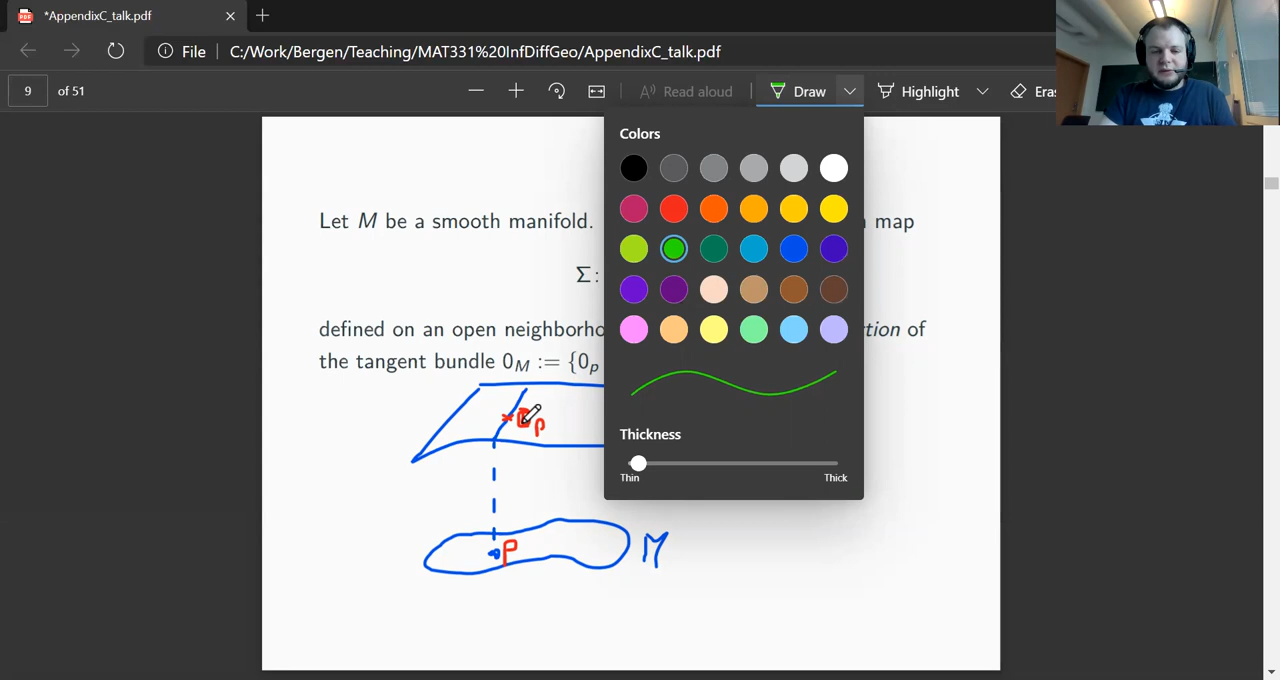 *AppendixC_talk.pdf
File C:/Work/Bergen/Teaching/MAT331%20InfDiffGeo/AppendixC_talk.pdf
9 of 51 Read aloud Draw Highlight Eras
Colors
Let M be a smooth manifold. map
Σ:
defined on an open neighborho tion of
the tangent bundle 0_M := {0_p
Thickness
Thin Thick
p
P
M